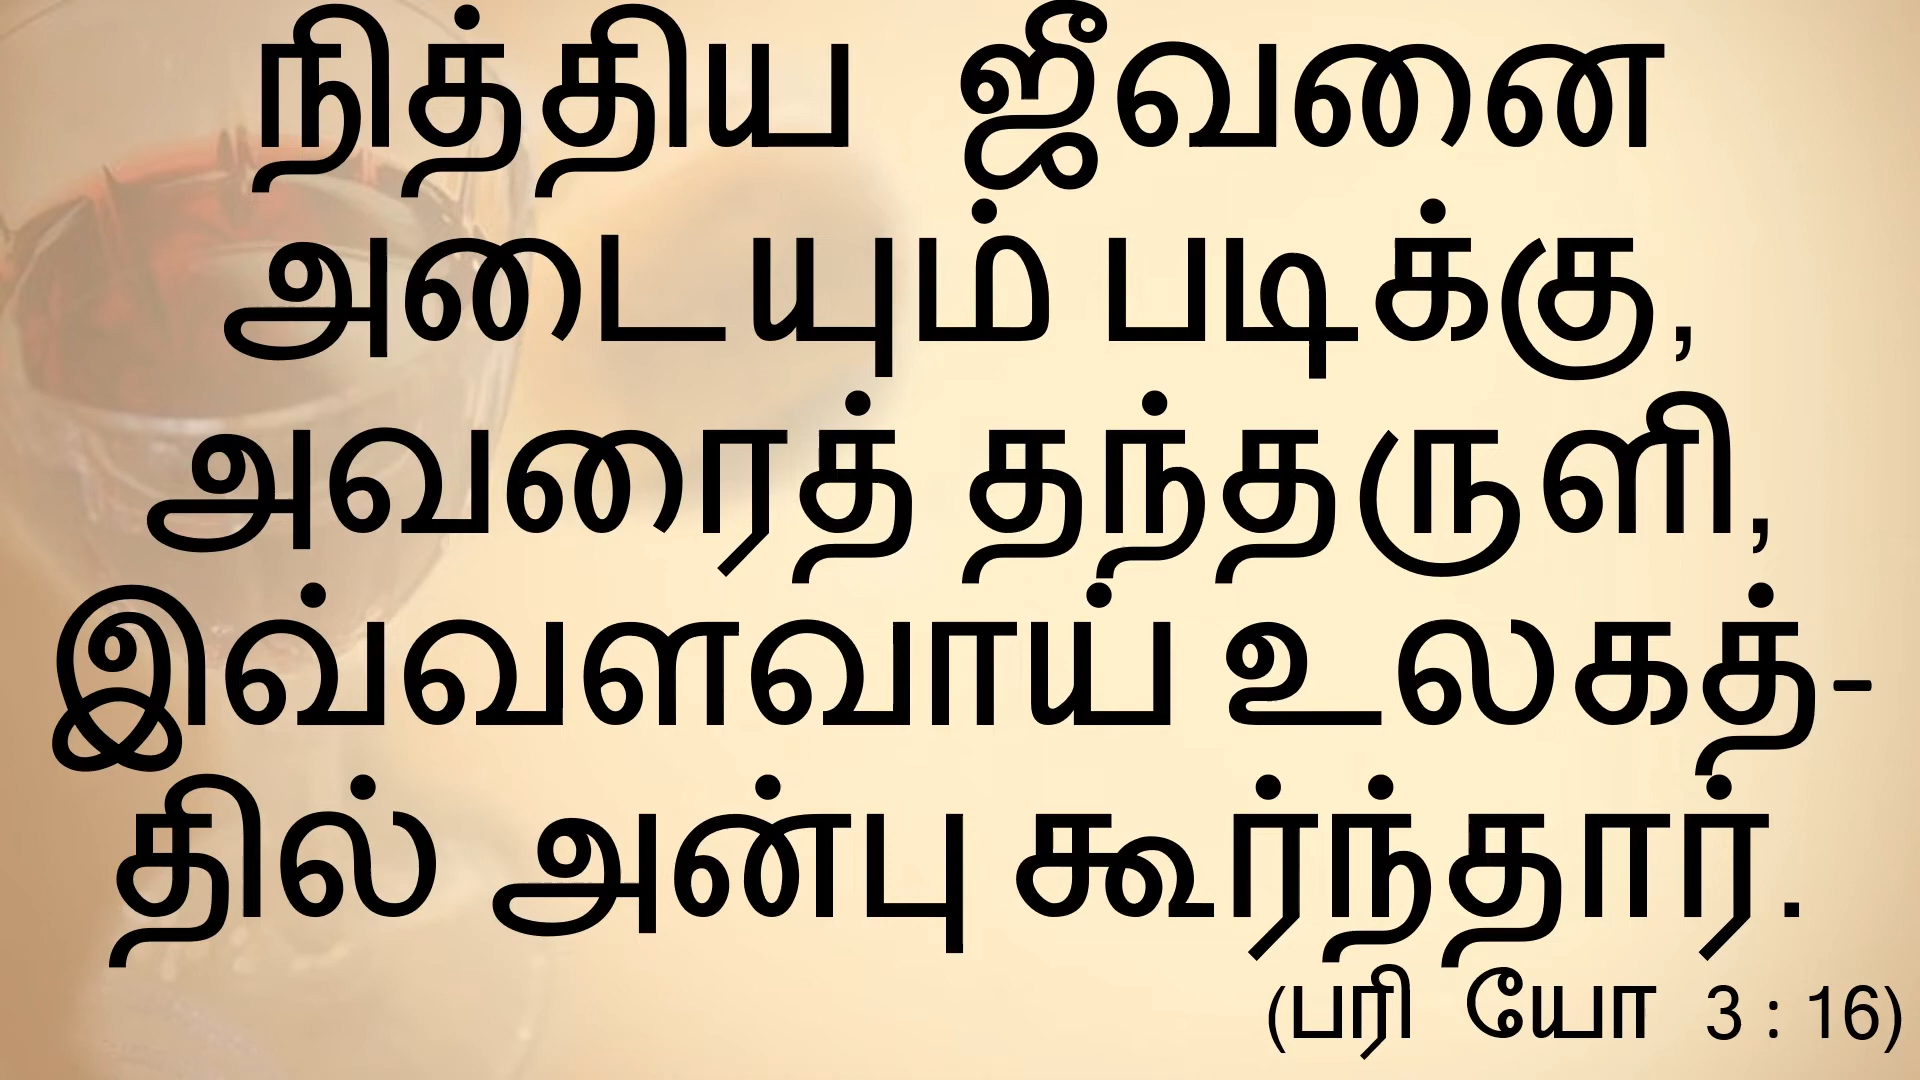 நித்திய ஜீவனை
அடையும் படிக்கு,
அவரைத் தந்தருளி,
இவ்வளவாய் உலகத்-
தில் அன்பு கூர்ந்தார்.
(பரி யோ 3 : 16)